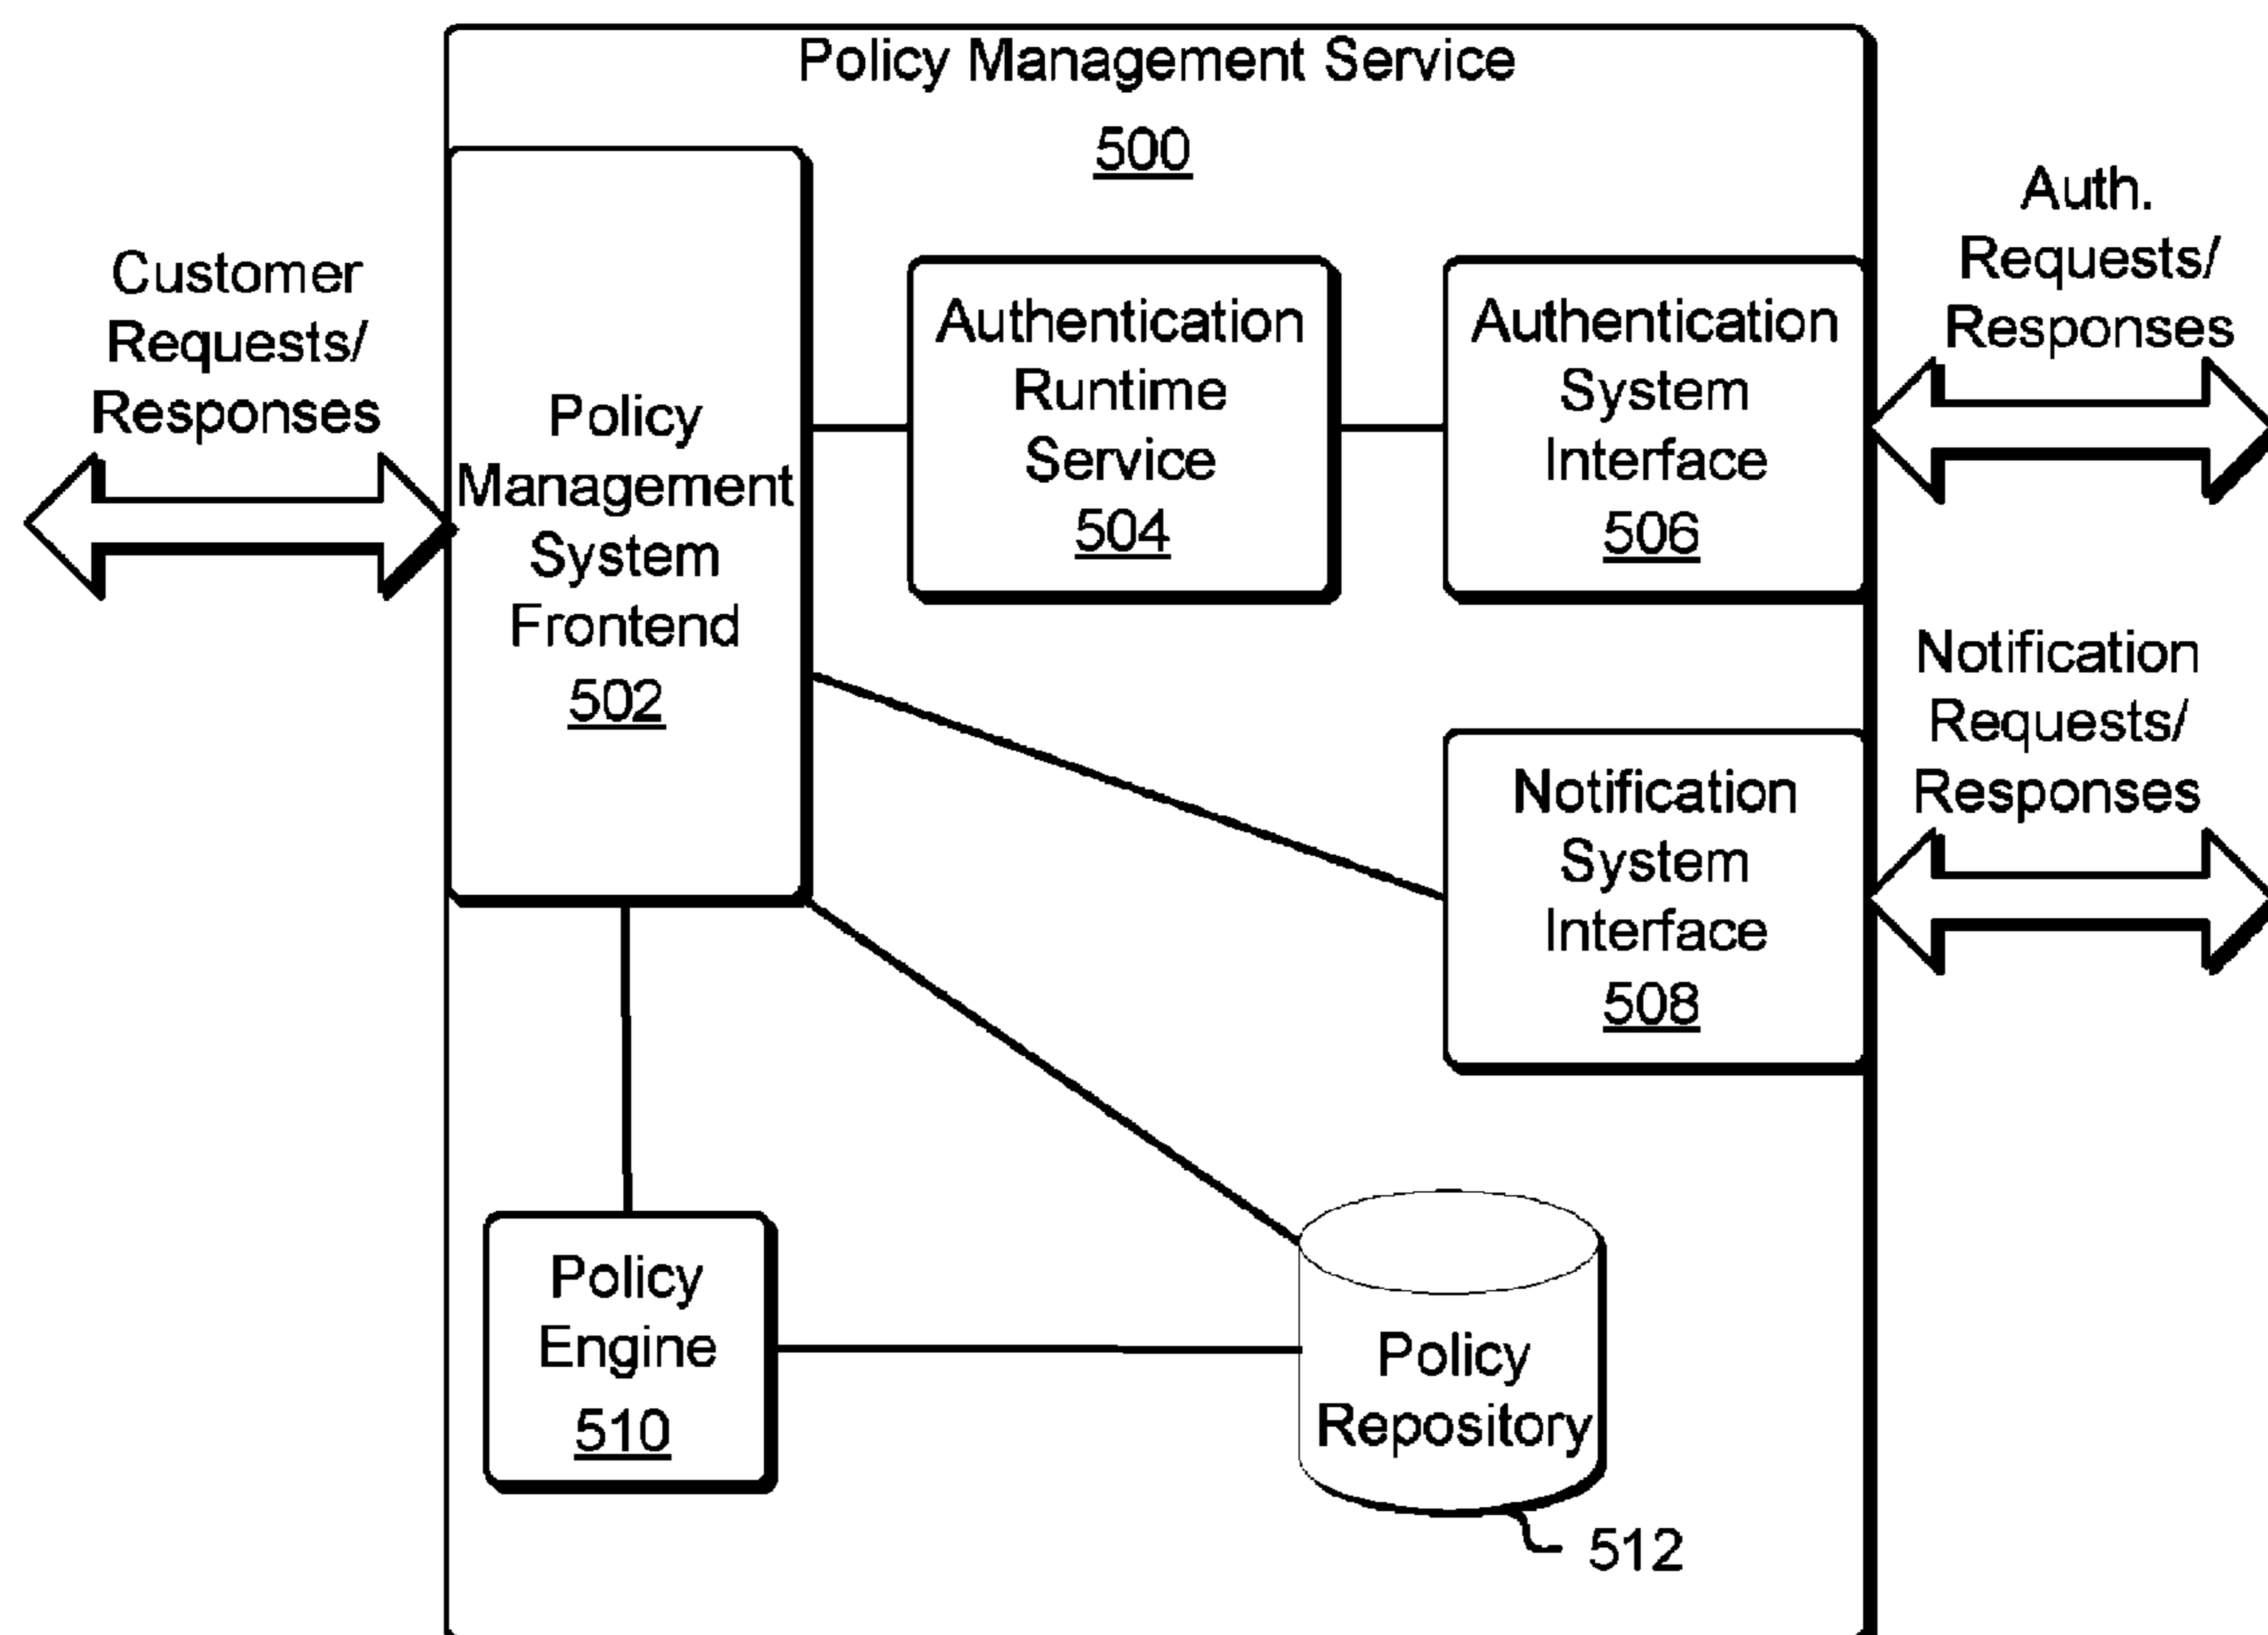 Policy Management Service
500
Customer
Requests/
Responses
Policy
Management
System
Frontend
502
Authentication
Runtime
Service
504
Authentication
System
Interface
506
Auth.
Requests/
Responses
Notification
System
Interface
508
Notification
Requests/
Responses
Policy
Engine
510
Policy
Repository
512